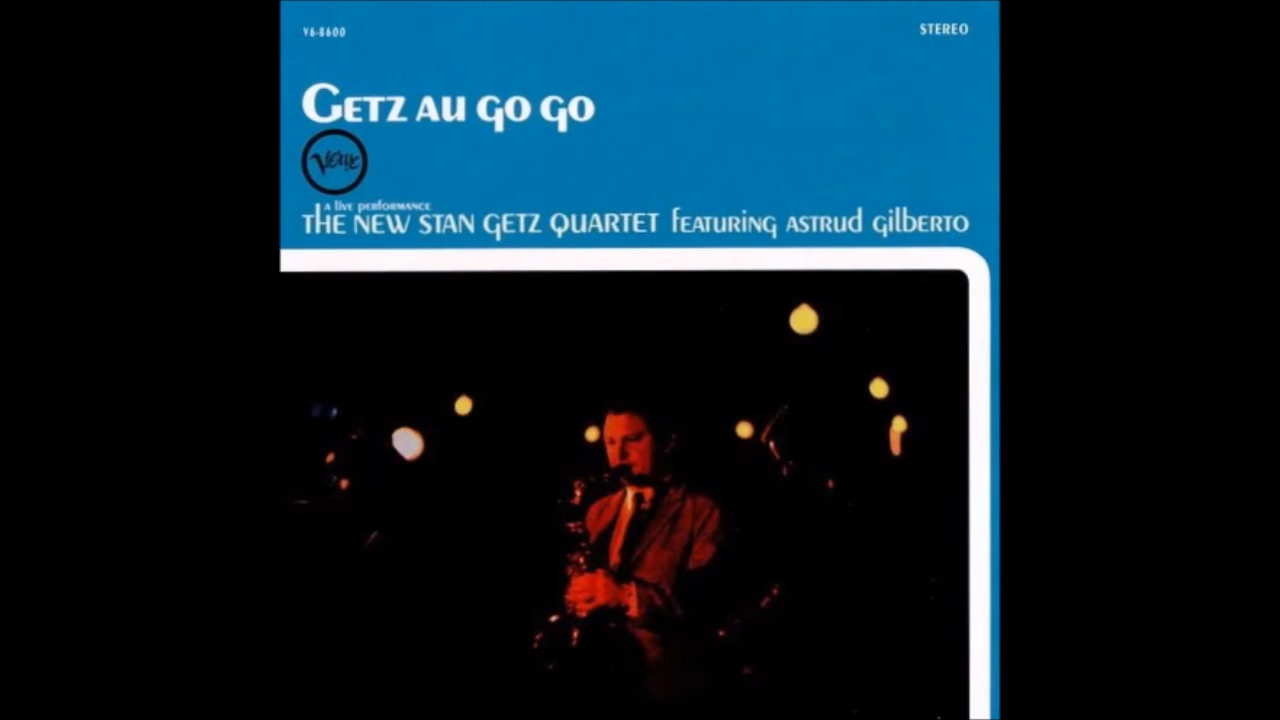 V6-8600
STEREO
GETZ AU GO GO
Verve
a live performance
THE NEW STAN GETZ QUARTET featuring ASTRUD GILBERTO